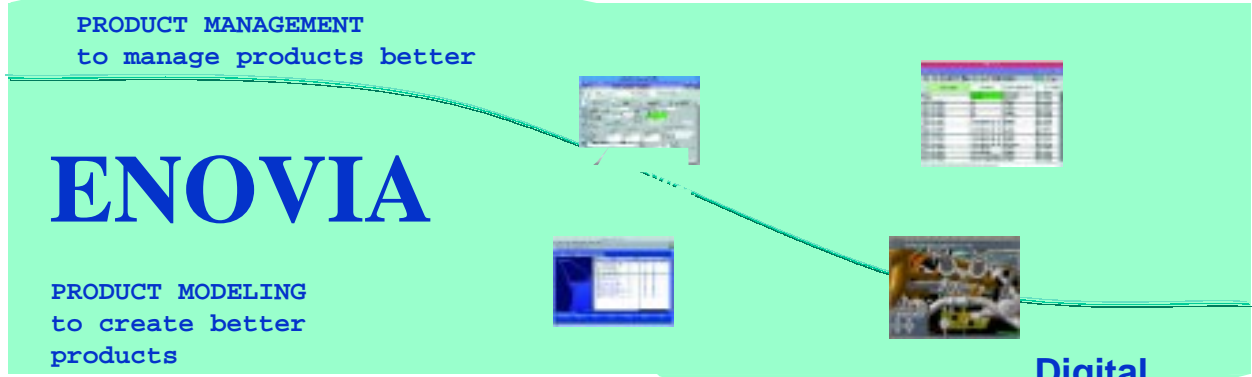 PRODUCT MANAGEMENT
to manage products better
ENOVIA
PRODUCT MODELING
to create better
products
Digital